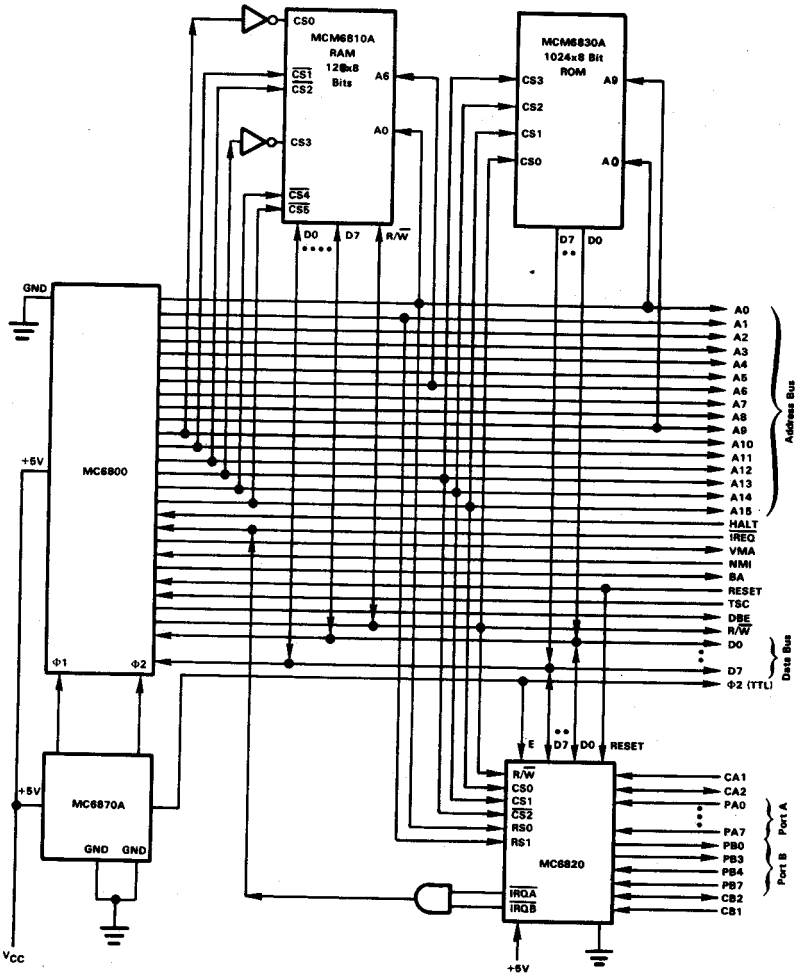 MCM6810A
RAM
128x8
Bits
CS0
CS1
CS2
CS3
CS4
CS5
A6
A0
D0
D7
R/W
MCM6830A
1024x8 Bit
ROM
CS3
CS2
CS1
CS0
A9
A0
D7
D0
GND
MC6800
+5V
Φ1
Φ2
A0
A1
A2
A3
A4
A5
A6
A7
A8
A9
A10
A11
A12
A13
A14
A15
Address Bus
HALT
IREQ
VMA
NMI
BA
RESET
TSC
DBE
R/W
D0
D7
Data Bus
Φ2 (TTL)
+5V
MC6870A
GND
GND
VCC
E
D7
D0
RESET
R/W
CS0
CS1
CS2
RS0
RS1
MC6820
IRQA
IRQB
+5V
CA1
CA2
PA0
PA7
Port A
PB0
PB3
PB4
PB7
Port B
CB2
CB1